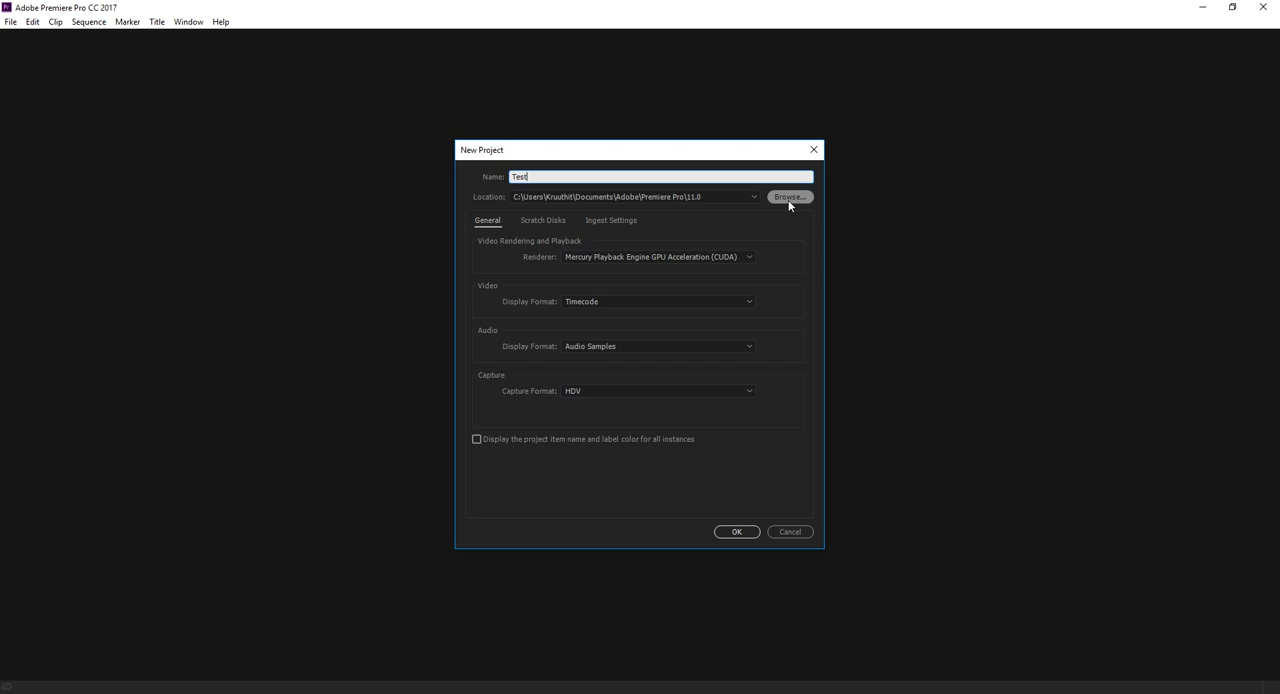 Pr Adobe Premiere Pro CC 2017
File Edit Clip Sequence Marker Title Window Help
New Project
Name: Test
Location: C:\Users\Kruuthit\Documents\Adobe\Premiere Pro\11.0 Browse...
General Scratch Disks Ingest Settings
Video Rendering and Playback
Renderer: Mercury Playback Engine GPU Acceleration (CUDA)
Video
Display Format: Timecode
Audio
Display Format: Audio Samples
Capture
Capture Format: HDV
Display the project item name and label color for all instances
OK Cancel